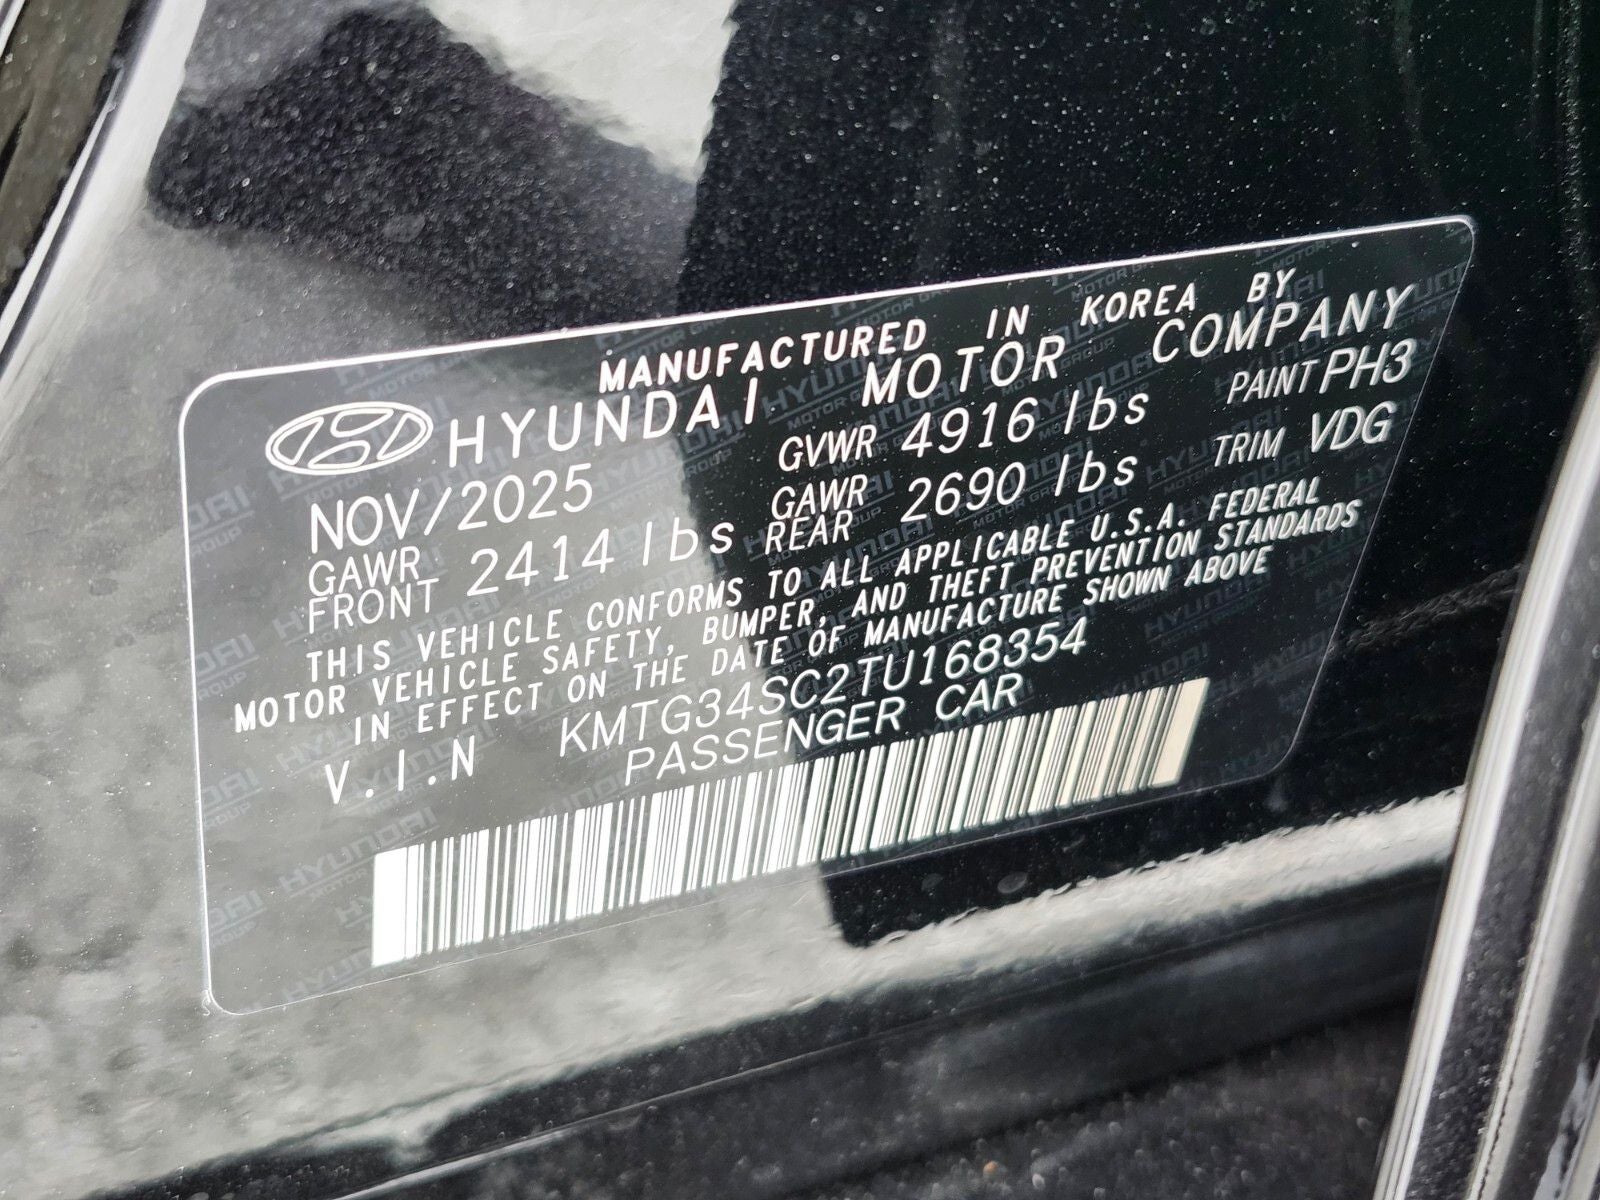 MANUFACTURED IN KOREA BY
HYUNDAI MOTOR COMPANY
NOV/2025 GVWR 4916 lbs PAINT PH3
GAWR FRONT 2414 lbs GAWR REAR 2690 lbs TRIM VDG
THIS VEHICLE CONFORMS TO ALL APPLICABLE U.S.A. FEDERAL
MOTOR VEHICLE SAFETY, BUMPER, AND THEFT PREVENTION STANDARDS
IN EFFECT ON THE DATE OF MANUFACTURE SHOWN ABOVE
V.I.N KMTG34SC2TU168354
PASSENGER CAR